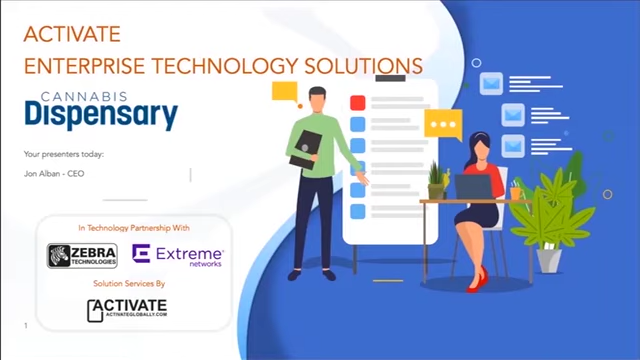 ACTIVATE
ENTERPRISE TECHNOLOGY SOLUTIONS
CANNABIS
Dispensary
Your presenters today:
Jon Alban - CEO
In Technology Partnership With
ZEBRA
TECHNOLOGIES
Extreme
networks
Solution Services By
ACTIVATE
ACTIVATEGLOBALLY.COM
1